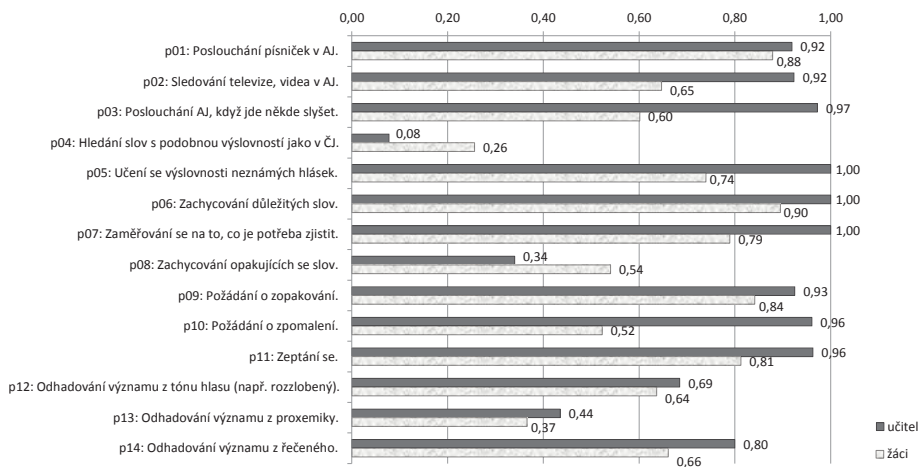 0,00 0,20 0,40 0,60 0,80 1,00
p01: Poslouchání písniček v AJ. 0,92
0,88
p02: Sledování televize, videa v AJ. 0,92
0,65
p03: Poslouchání AJ, když jde někde slyšet. 0,97
0,60
p04: Hledání slov s podobnou výslovností jako v ČJ. 0,08
0,26
p05: Učení se výslovnosti neznámých hlásek. 1,00
0,74
p06: Zachycování důležitých slov. 1,00
0,90
p07: Zaměřování se na to, co je potřeba zjistit. 1,00
0,79
p08: Zachycování opakujících se slov. 0,34
0,54
p09: Požádání o zopakování. 0,93
0,84
p10: Požádání o zpomalení. 0,96
0,52
p11: Zeptání se. 0,96
0,81
p12: Odhadování významu z tónu hlasu (např. rozzlobený). 0,69
0,64
p13: Odhadování významu z proxemiky. 0,44
0,37
p14: Odhadování významu z řečeného. 0,80
0,66
učitel
žáci